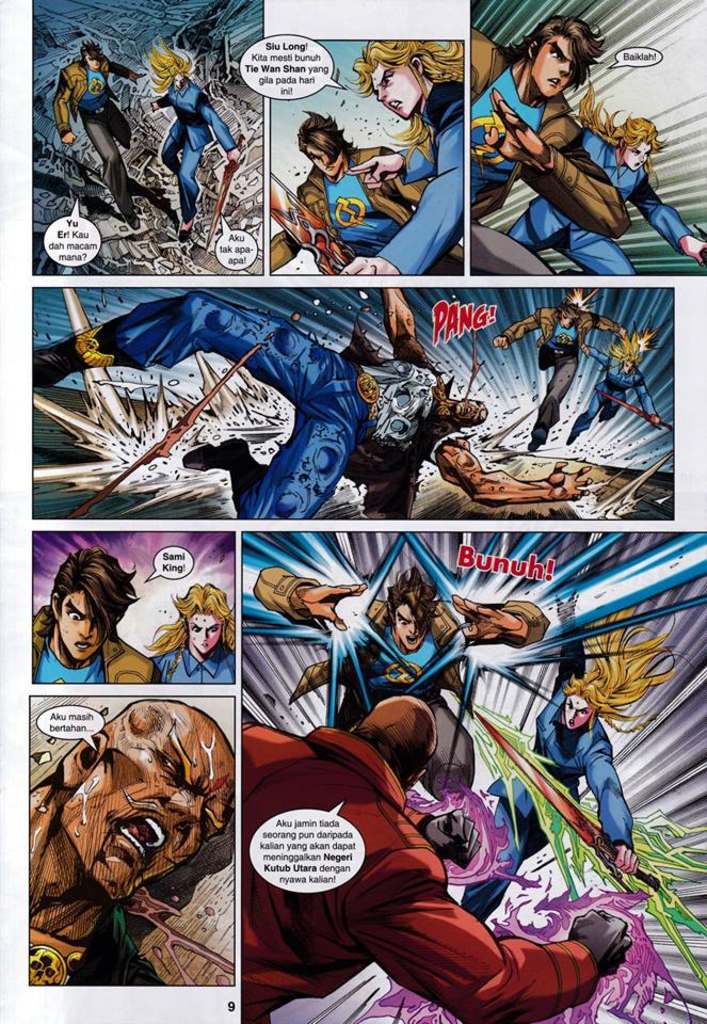 Yu
Er! Kau
dah macam
mana?
Aku
tak apa-
apa!
Siu Long!
Kita mesti bunuh
Tie Wan Shan yang
gila pada hari
ini!
Baiklah!
PANG!
Sami
King!
Aku masih
bertahan...
Bunuh!
Aku jamin tiada
seorang pun daripada
kalian yang akan dapat
meninggalkan Negeri
Kutub Utara dengan
nyawa kalian!
9